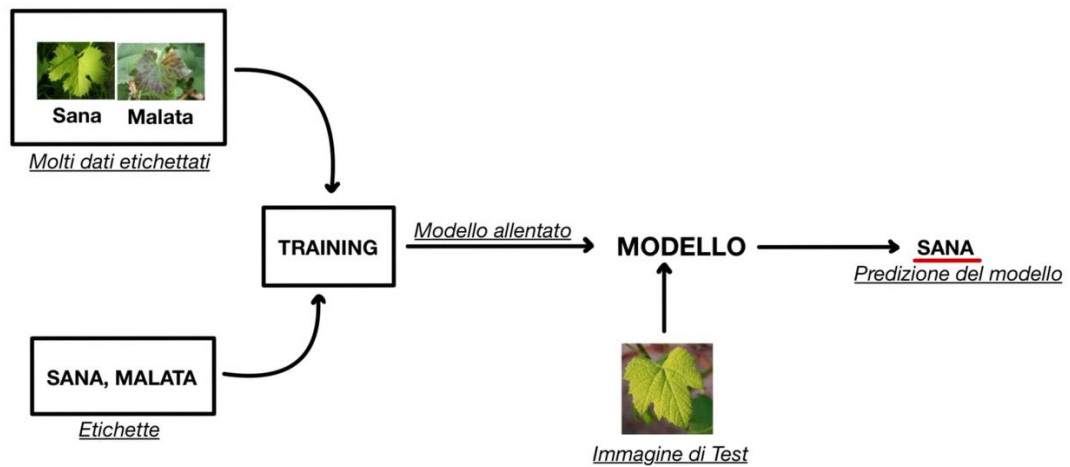 Sana Malata
Molti dati etichettati
TRAINING
Modello allentato
MODELLO
SANA
Predizione del modello
SANA, MALATA
Etichette
Immagine di Test